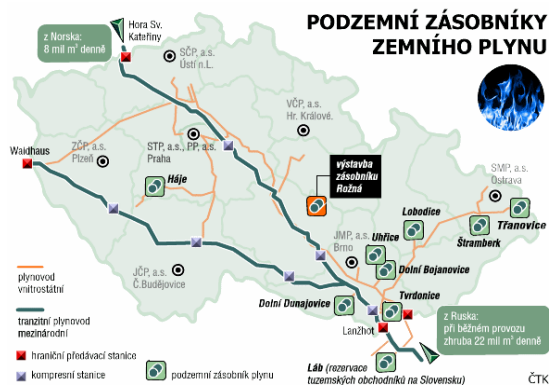 PODZEMNÍ ZÁSOBNÍKY
ZEMNÍHO PLYNU
z Norska:
8 mil m³ denně
Hora Sv.
Kateřiny
SČP, a.s.
Ústí n.L.
VČP, a.s.
Hr. Králové.
Waidhaus
ZČP, a.s.
Plzeň
STP, a.s., PP, a.s.
Praha
Háje
výstavba
zásobníku
Rožná
SMP, a.s.
Ostrava
Lobodice
Třanovice
Štramberk
Uhřice
JMP, a.s.
Brno
Dolní Bojanovice
JČP, a.s.
Č.Budějovice
Dolní Dunajovice
Tvrdonice
Lanžhot
z Ruska:
při běžném provozu
zhruba 22 mil m³ denně
Láb (rezervace
tuzemských obchodníků na Slovensku)
plynovod
vnitrostátní
tranzitní plynovod
mezinárodní
hraniční předávací stanice
kompresní stanice
podzemní zásobník plynu
ČTK